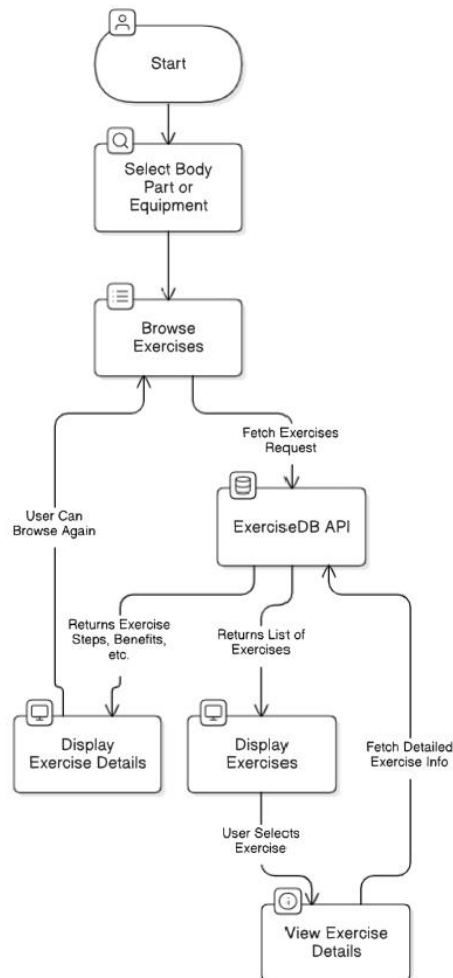 Start
Select Body
Part or
Equipment
Browse
Exercises
Fetch Exercises
Request
ExerciseDB API
User Can
Browse Again
Returns Exercise
Steps, Benefits,
etc.
Returns List of
Exercises
Display
Exercise Details
Display
Exercises
Fetch Detailed
Exercise Info
User Selects
Exercise
View Exercise
Details